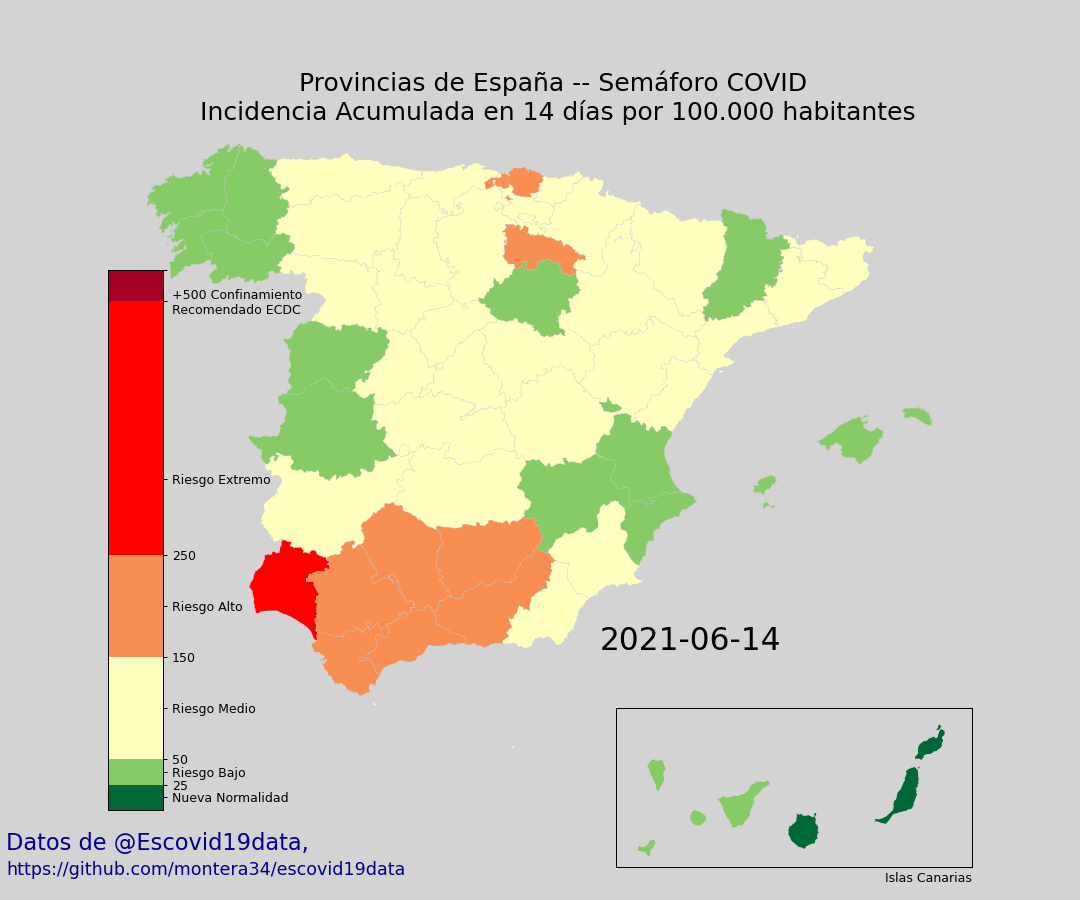 Provincias de España -- Semáforo COVID
Incidencia Acumulada en 14 días por 100.000 habitantes
+500 Confinamiento
Recomendado ECDC
Riesgo Extremo
250
Riesgo Alto
150
Riesgo Medio
50
Riesgo Bajo
25
Nueva Normalidad
2021-06-14
Islas Canarias
Datos de @Escovid19data,
https://github.com/montera34/escovid19data